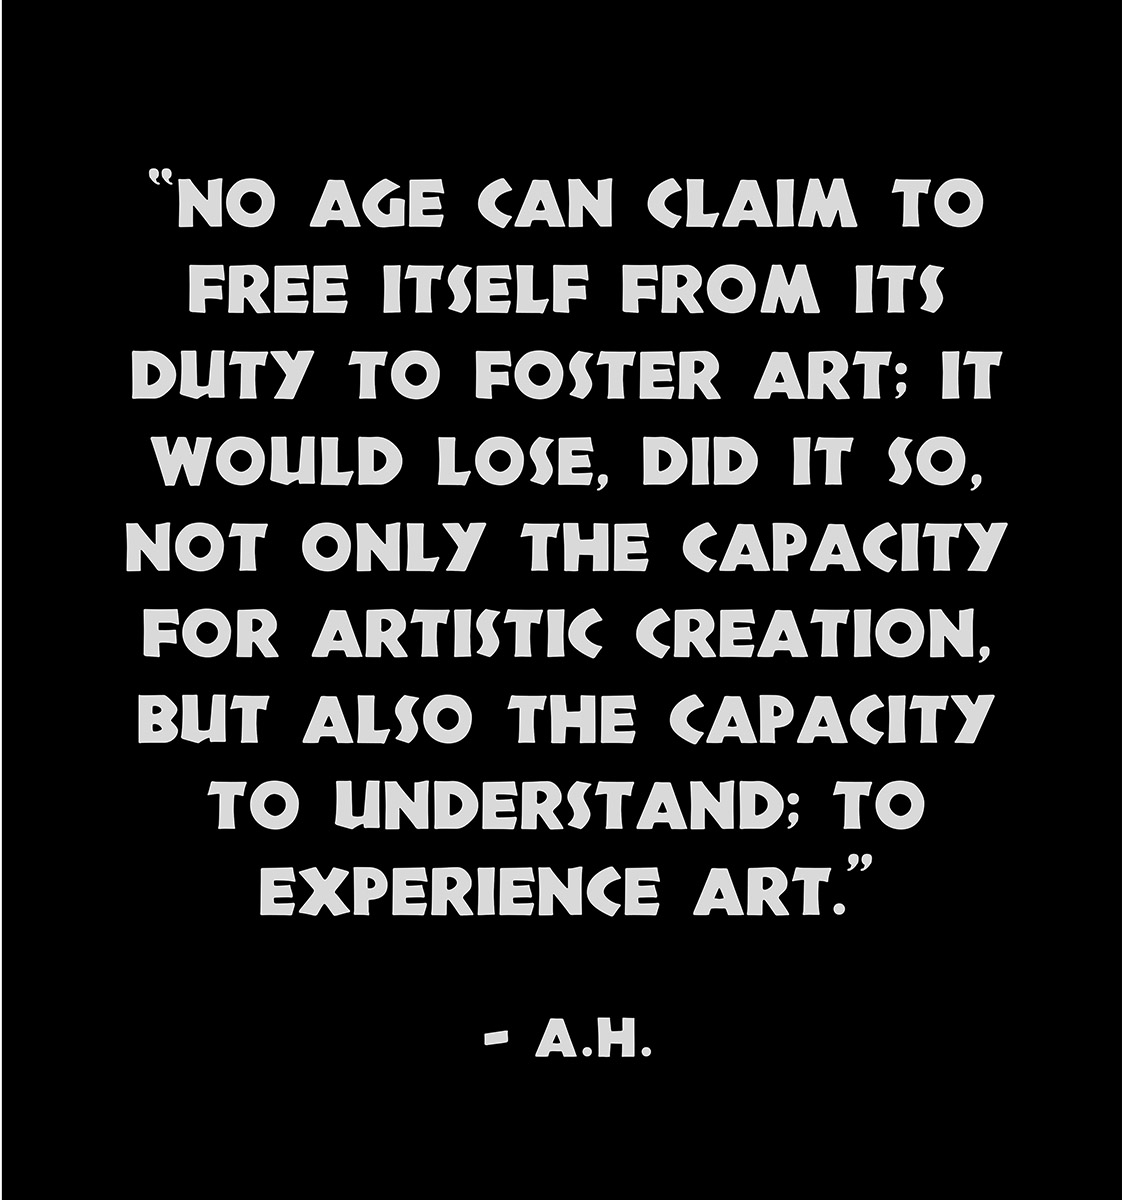 “NO AGE CAN CLAIM TO
FREE ITSELF FROM ITS
DUTY TO FOSTER ART; IT
WOULD LOSE, DID IT SO,
NOT ONLY THE CAPACITY
FOR ARTISTIC CREATION,
BUT ALSO THE CAPACITY
TO UNDERSTAND; TO
EXPERIENCE ART.”
- A.H.